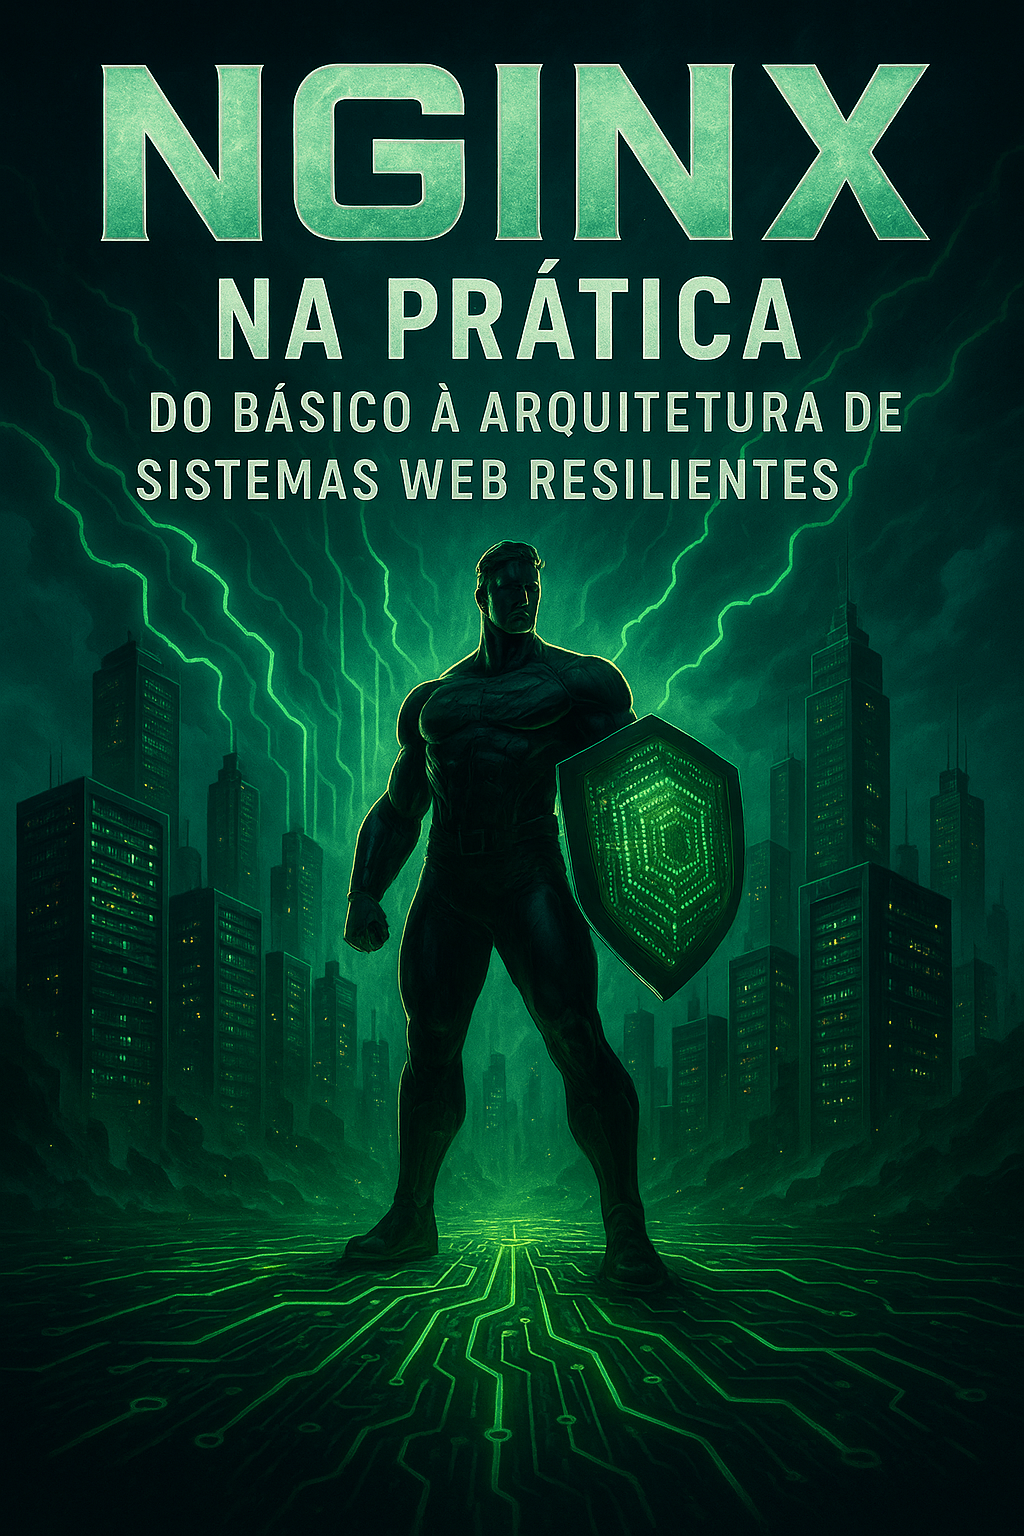 NGINX
NA PRÁTICA
DO BÁSICO À ARQUITETURA DE
SISTEMAS WEB RESILIENTES